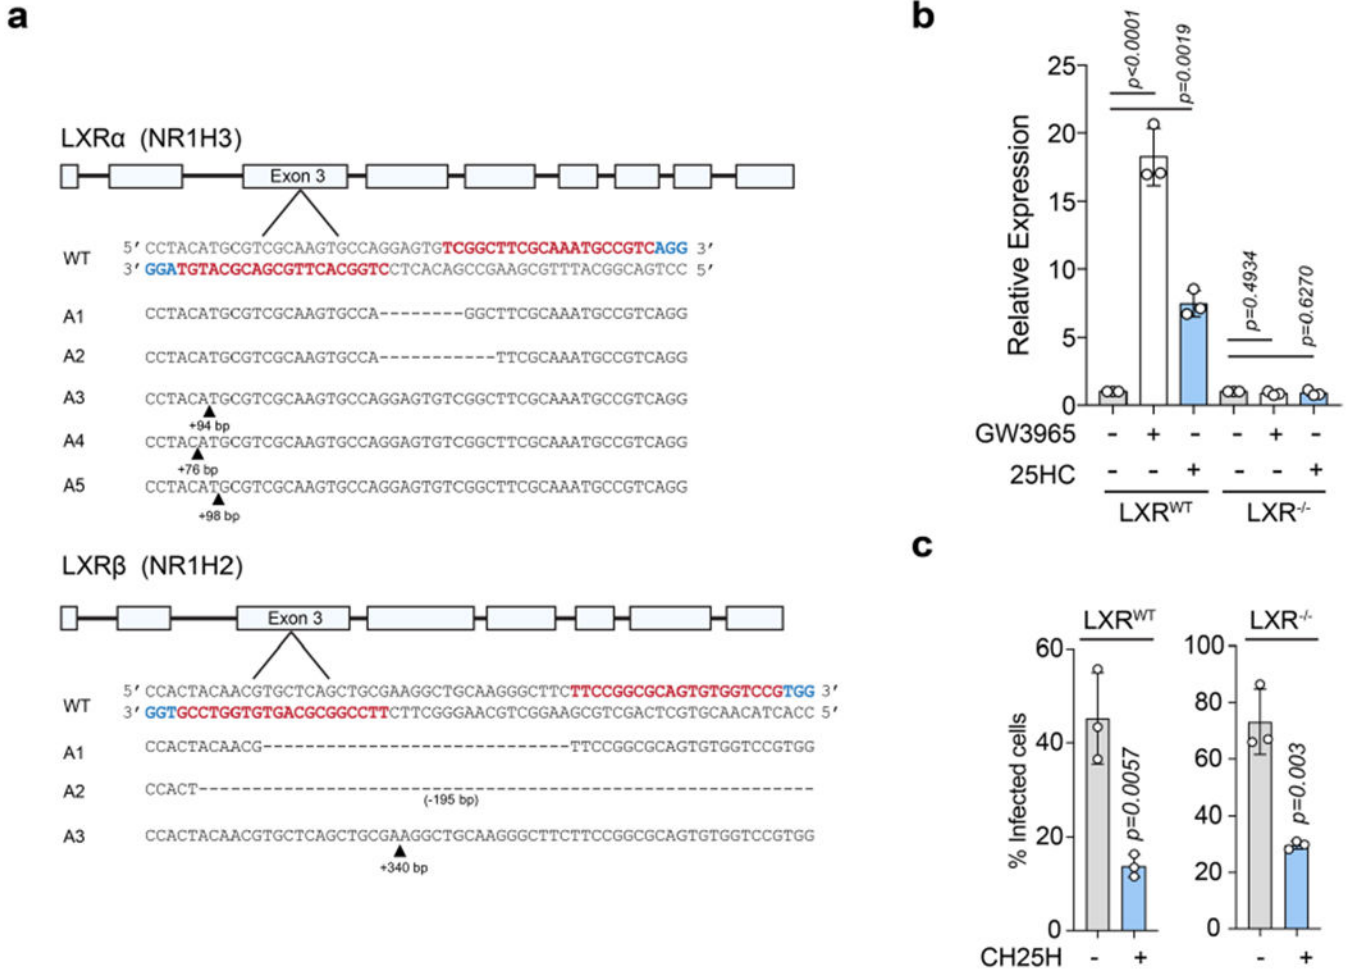 a
LXRα (NR1H3)
Exon 3
WT
5′ CCTACATGCGTCGCAAGTGCCAGGAGTGTCGGCTTCGCAAATGCCGTCAGG 3′
3′ GGATGTACGCAGCGTTCACGGTCCTCACAGCCGAAGCGTTTACGGCAGTCC 5′
A1 CCTACATGCGTCGCAAGTGCCA--------GGCTTCGCAAATGCCGTCAGG
A2 CCTACATGCGTCGCAAGTGCCA-----------TTCGCAAATGCCGTCAGG
A3 CCTACATGCGTCGCAAGTGCCAGGAGTGTCGGCTTCGCAAATGCCGTCAGG
+94 bp
A4 CCTACATGCGTCGCAAGTGCCAGGAGTGTCGGCTTCGCAAATGCCGTCAGG
+76 bp
A5 CCTACATGCGTCGCAAGTGCCAGGAGTGTCGGCTTCGCAAATGCCGTCAGG
+98 bp
LXRβ (NR1H2)
Exon 3
WT
5′ CCACTACAACGTGCTCAGCTGCGAAGGCTGCAAGGGCTTCTTCCGGCGCAGTGTGGTCCGTGG 3′
3′ GGTGCCTGGTGTGACGCGGCCTTCTTCGGGAACGTCGGAAGCGTCGACTCGTGCAACATCACC 5′
A1 CCACTACAACG-----------------------------TTCCGGCGCAGTGTGGTCCGTGG
A2 CCACT----------------------------------------------------------
(-195 bp)
A3 CCACTACAACGTGCTCAGCTGCGAAGGCTGCAAGGGCTTCTTCCGGCGCAGTGTGGTCCGTGG
+340 bp
b
Relative Expression
25
20
15
10
5
0
p<0.0001
p=0.0019
p=0.4934
p=0.6270
GW3965 - + - - + -
25HC - - + - - +
LXRWT LXR-/-
c
LXRWT LXR-/-
% Infected cells
60
40
20
0
p=0.0057
100
80
60
40
20
0
p=0.003
CH25H - + - +